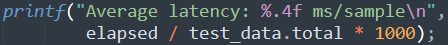 printf("Average latency: %.4f ms/sample\n",
elapsed / test_data.total * 1000);